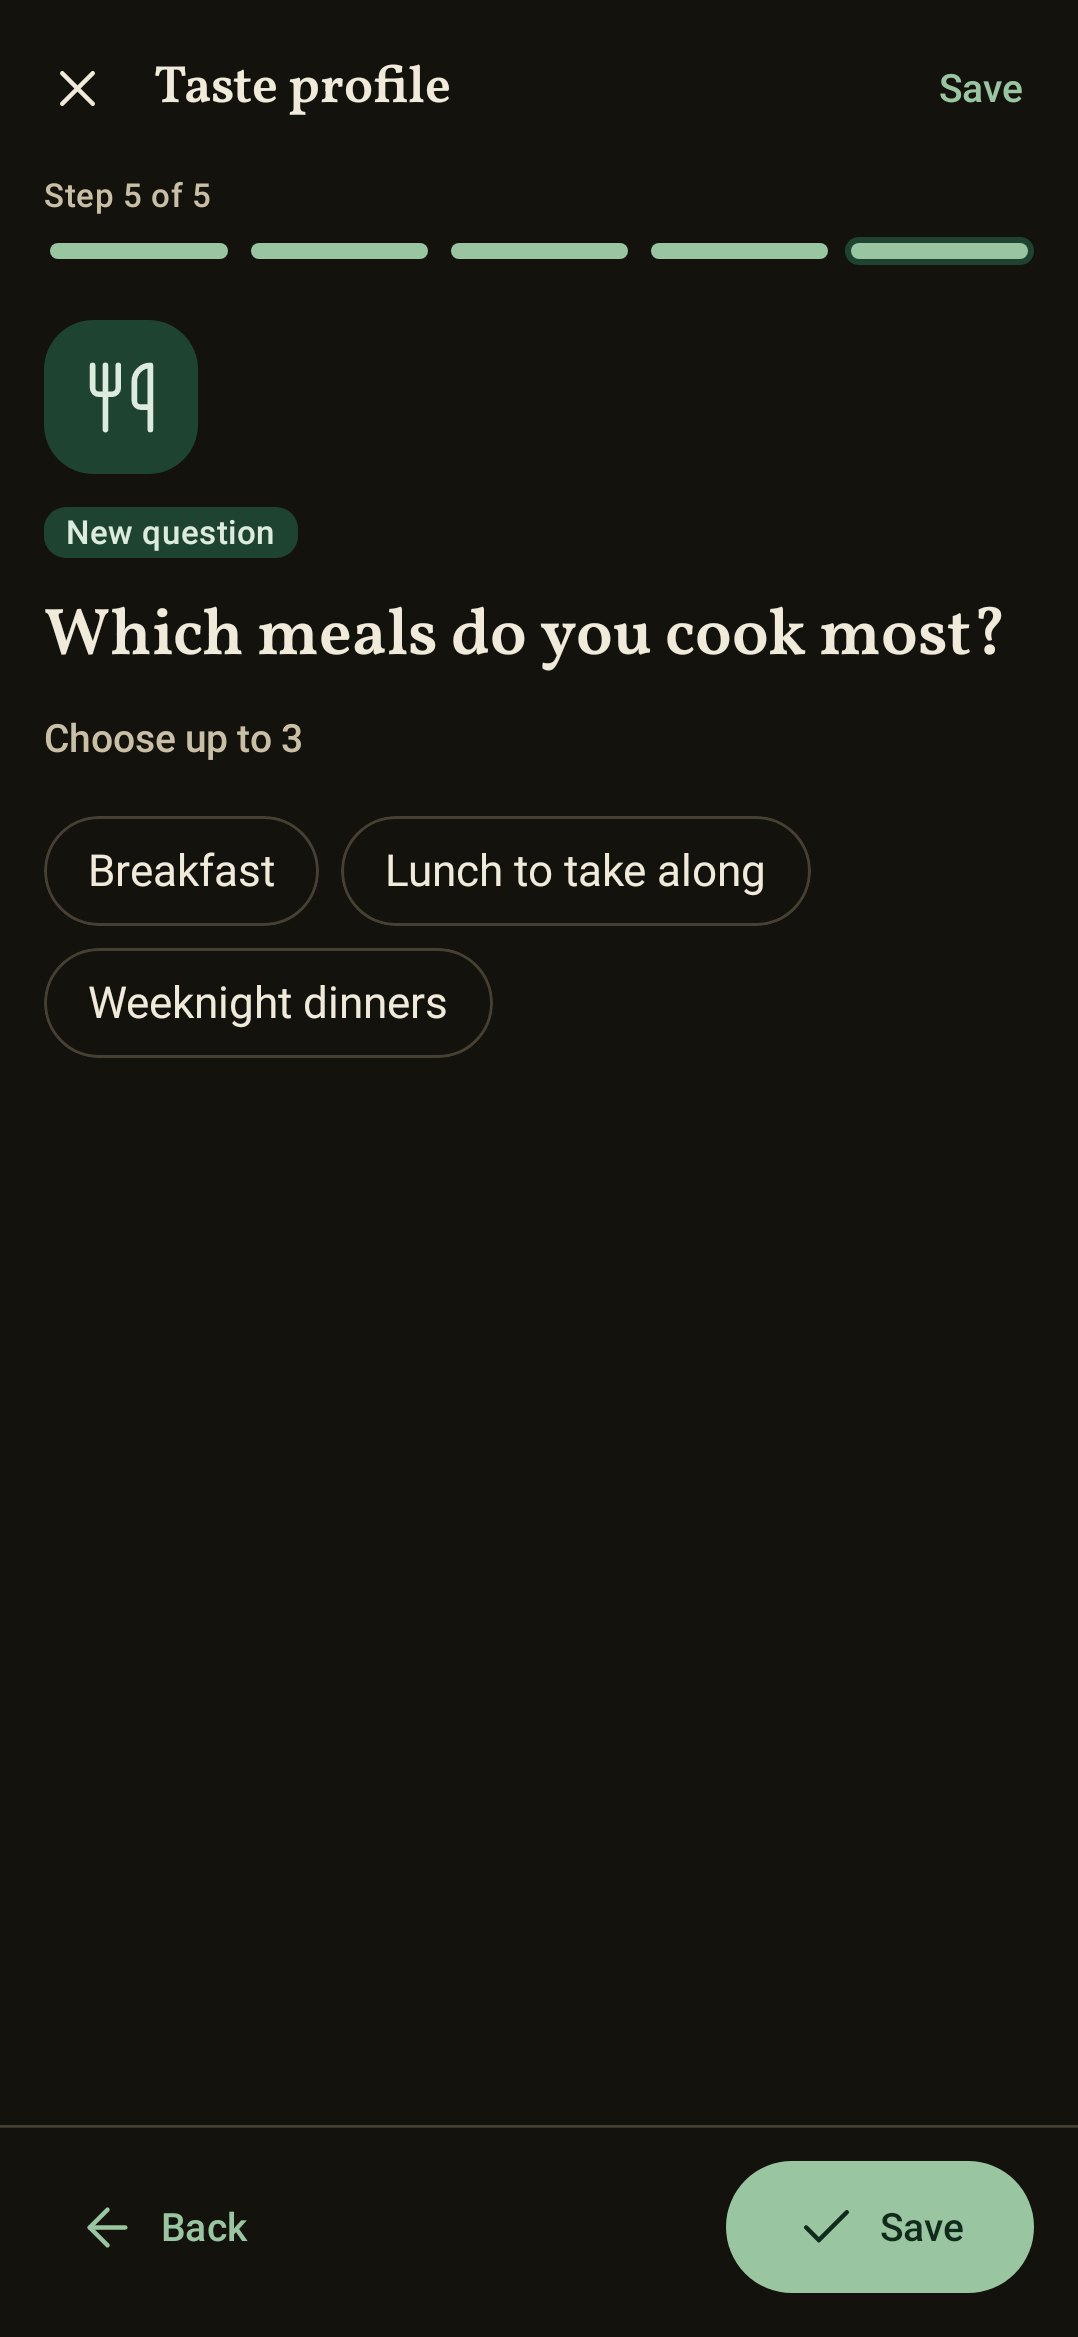 Taste profile
Save
Step 5 of 5
New question
Which meals do you cook most?
Choose up to 3
Breakfast
Lunch to take along
Weeknight dinners
Back
Save